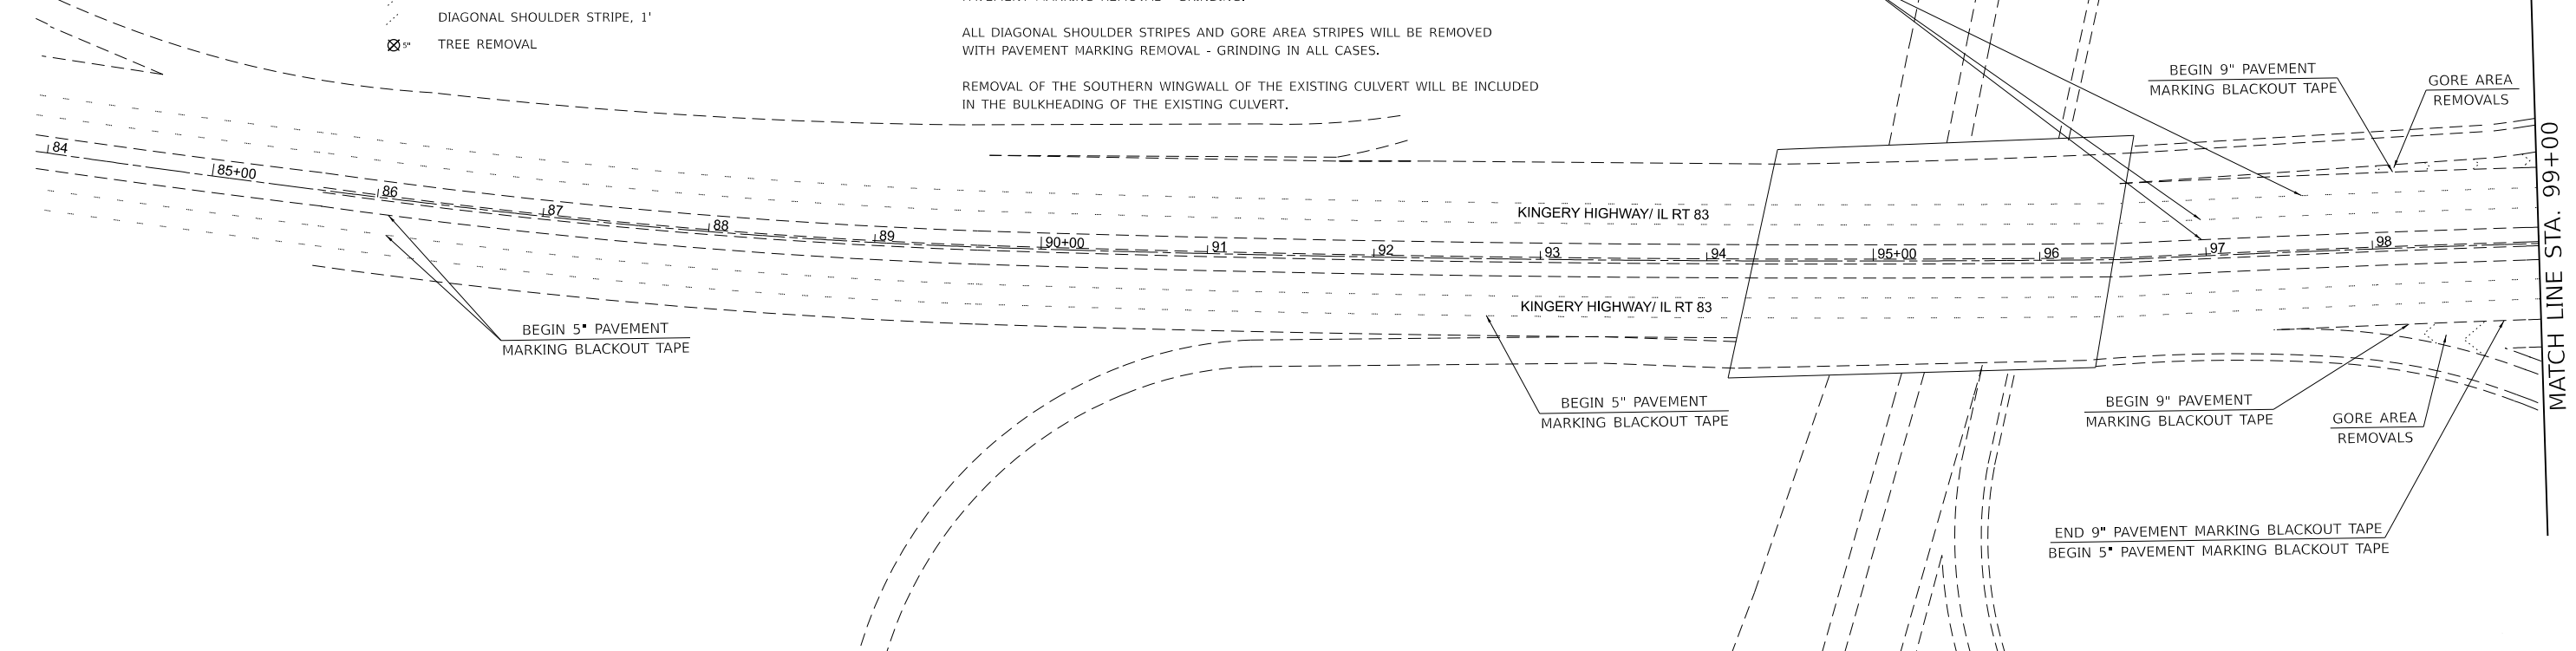 DIAGONAL SHOULDER STRIPE, 1'
5" TREE REMOVAL
ALL DIAGONAL SHOULDER STRIPES AND GORE AREA STRIPES WILL BE REMOVED
WITH PAVEMENT MARKING REMOVAL - GRINDING IN ALL CASES.
REMOVAL OF THE SOUTHERN WINGWALL OF THE EXISTING CULVERT WILL BE INCLUDED
IN THE BULKHEADING OF THE EXISTING CULVERT.
BEGIN 9" PAVEMENT
MARKING BLACKOUT TAPE
GORE AREA
REMOVALS
MATCH LINE STA. 99+00
84
85+00
86
87
88
89
90+00
91
92
93
94
95+00
96
97
98
KINGERY HIGHWAY/ IL RT 83
KINGERY HIGHWAY/ IL RT 83
BEGIN 5" PAVEMENT
MARKING BLACKOUT TAPE
BEGIN 5" PAVEMENT
MARKING BLACKOUT TAPE
BEGIN 9" PAVEMENT
MARKING BLACKOUT TAPE
GORE AREA
REMOVALS
END 9" PAVEMENT MARKING BLACKOUT TAPE
BEGIN 5" PAVEMENT MARKING BLACKOUT TAPE